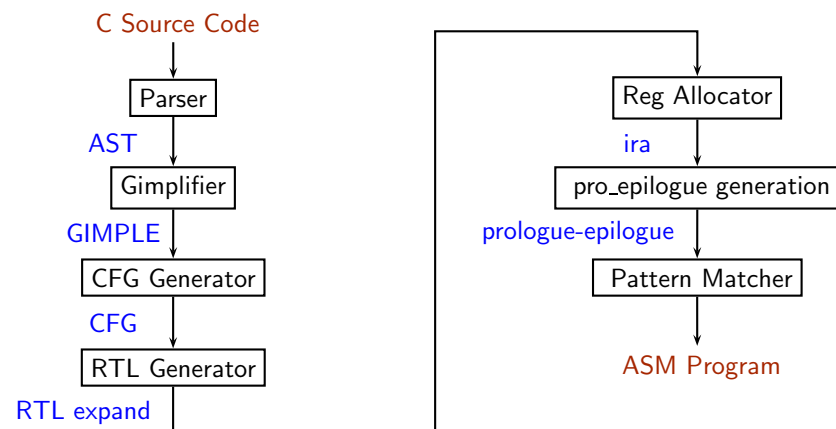 C Source Code
Parser
AST
Gimplifier
GIMPLE
CFG Generator
CFG
RTL Generator
RTL expand
Reg Allocator
ira
pro_epilogue generation
prologue-epilogue
Pattern Matcher
ASM Program